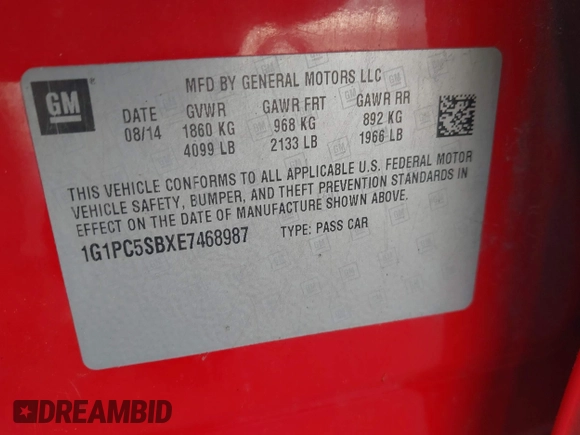 MFD BY GENERAL MOTORS LLC
GM
DATE GVWR GAWR FRT GAWR RR
08/14 1860 KG 968 KG 892 KG
4099 LB 2133 LB 1966 LB
THIS VEHICLE CONFORMS TO ALL APPLICABLE U.S. FEDERAL MOTOR
VEHICLE SAFETY, BUMPER, AND THEFT PREVENTION STANDARDS IN
EFFECT ON THE DATE OF MANUFACTURE SHOWN ABOVE.
1G1PC5SBXE7468987 TYPE: PASS CAR
DREAMBID